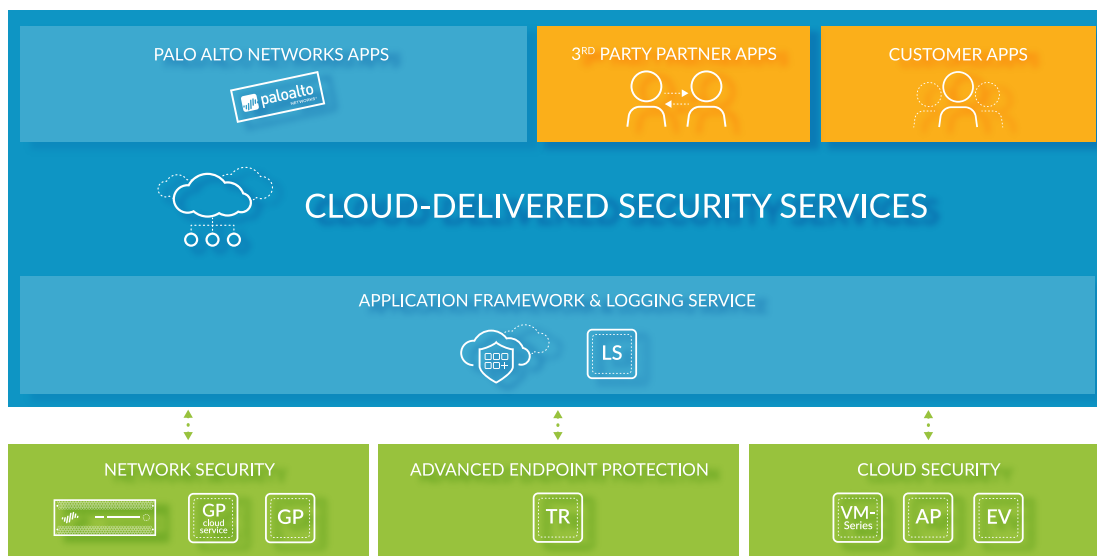 PALO ALTO NETWORKS APPS
paloalto
NETWORKS
3RD PARTY PARTNER APPS
CUSTOMER APPS
CLOUD-DELIVERED SECURITY SERVICES
APPLICATION FRAMEWORK & LOGGING SERVICE
LS
NETWORK SECURITY
GP
cloud
service
GP
ADVANCED ENDPOINT PROTECTION
TR
CLOUD SECURITY
VM-
Series
AP
EV